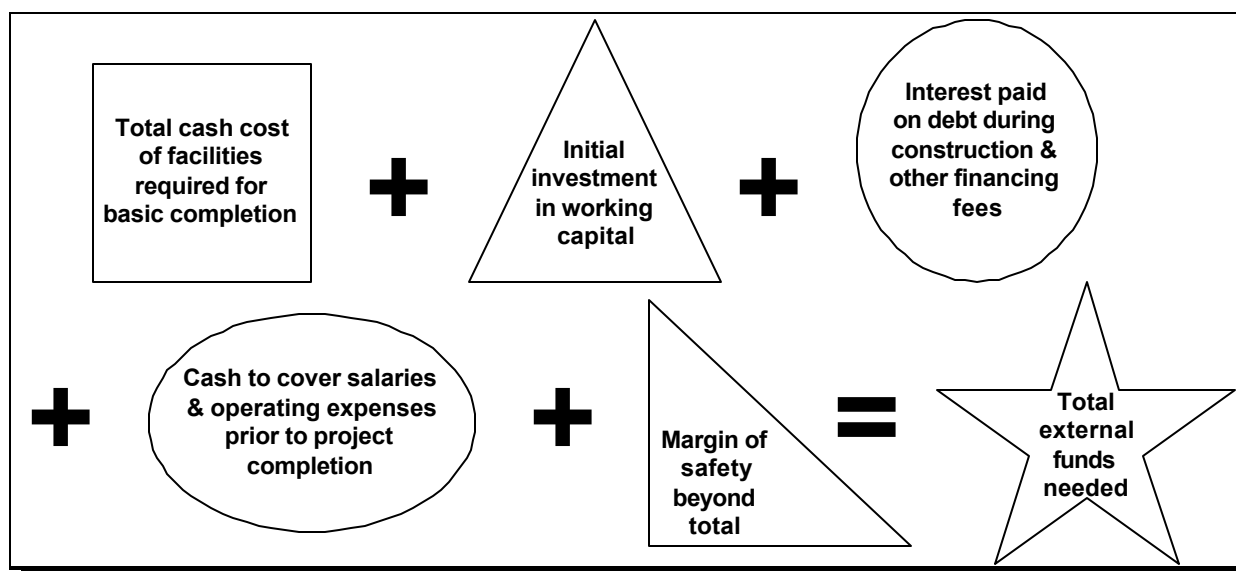 Total cash cost
of facilities
required for
basic completion
+
Initial
investment
in working
capital
+
Interest paid
on debt during
construction &
other financing
fees
+
Cash to cover salaries
& operating expenses
prior to project
completion
+
Margin of
safety
beyond
total
=
Total
external
funds
needed